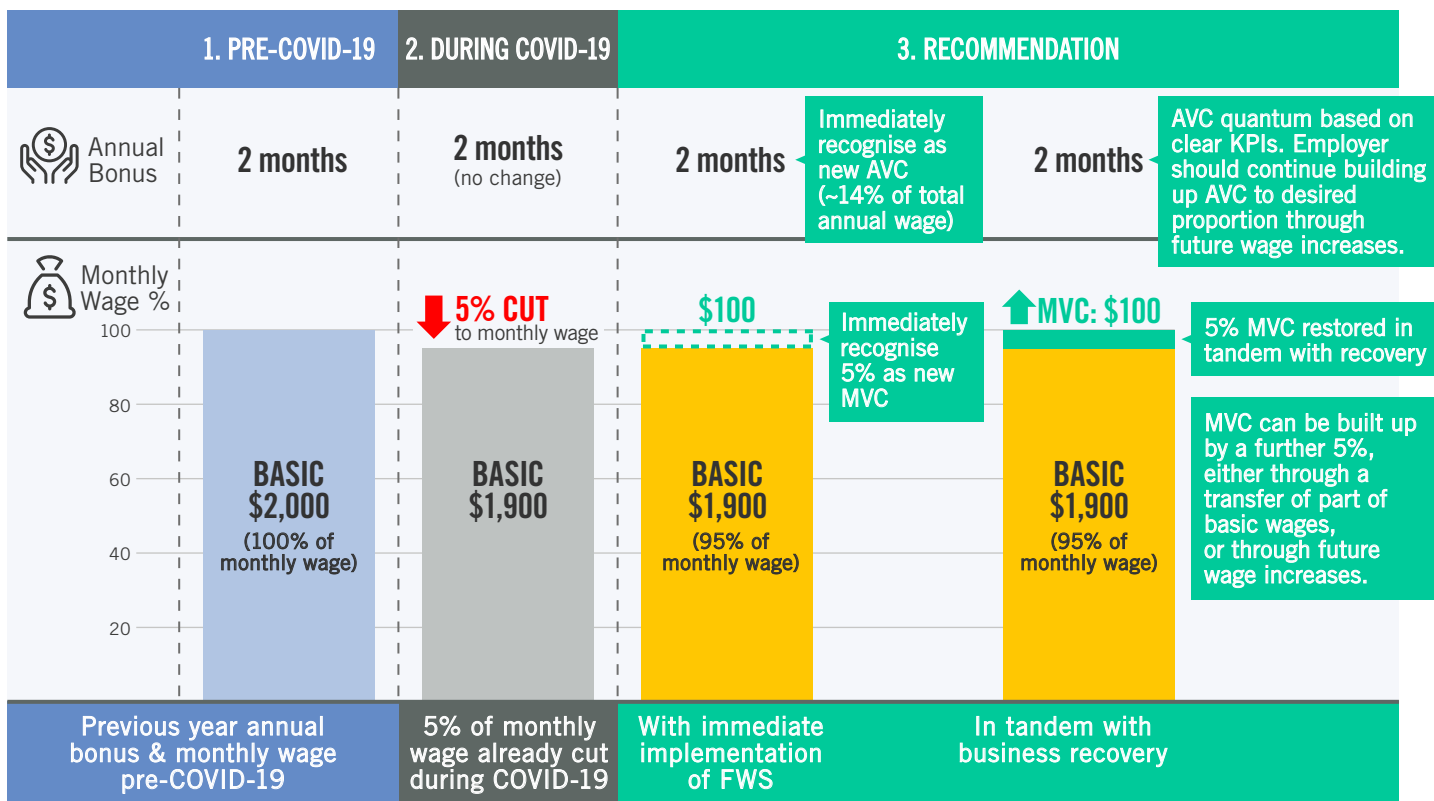 1. PRE-COVID-19
2. DURING COVID-19
3. RECOMMENDATION
$
Annual
Bonus
2 months
2 months
(no change)
2 months
Immediately
recognise as
new AVC
(~14% of total
annual wage)
2 months
AVC quantum based on
clear KPIs. Employer
should continue building
up AVC to desired
proportion through
future wage increases.
$
Monthly
Wage %
100
80
60
40
20
BASIC
$2,000
(100% of
monthly wage)
5% CUT
to monthly wage
BASIC
$1,900
$100
Immediately
recognise
5% as new
MVC
BASIC
$1,900
(95% of
monthly wage)
MVC: $100
5% MVC restored in
tandem with recovery
BASIC
$1,900
(95% of
monthly wage)
MVC can be built up
by a further 5%,
either through a
transfer of part of
basic wages,
or through future
wage increases.
Previous year annual
bonus & monthly wage
pre-COVID-19
5% of monthly
wage already cut
during COVID-19
With immediate
implementation
of FWS
In tandem with
business recovery